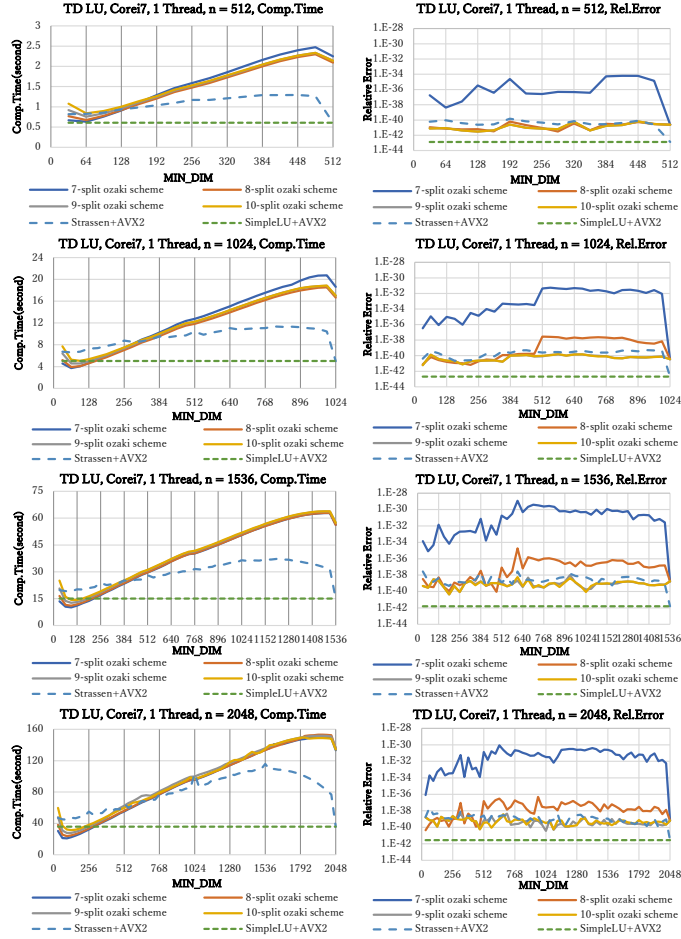 TD LU, Corei7, 1 Thread, n = 512, Comp.Time
Comp.Time(second)
3
2.5
2
1.5
1
0.5
0
0 64 128 192 256 320 384 448 512
MIN_DIM
7-split ozaki scheme 8-split ozaki scheme
9-split ozaki scheme 10-split ozaki scheme
Strassen+AVX2 SimpleLU+AVX2
TD LU, Corei7, 1 Thread, n = 512, Rel.Error
Relative Error
1.E-28
1.E-30
1.E-32
1.E-34
1.E-36
1.E-38
1.E-40
1.E-42
1.E-44
0 64 128 192 256 320 384 448 512
MIN_DIM
7-split ozaki scheme 8-split ozaki scheme
9-split ozaki scheme 10-split ozaki scheme
Strassen+AVX2 SimpleLU+AVX2
TD LU, Corei7, 1 Thread, n = 1024, Comp.Time
Comp.Time(second)
24
20
16
12
8
4
0
0 128 256 384 512 640 768 896 1024
MIN_DIM
7-split ozaki scheme 8-split ozaki scheme
9-split ozaki scheme 10-split ozaki scheme
Strassen+AVX2 SimpleLU+AVX2
TD LU, Corei7, 1 Thread, n = 1024, Rel.Error
Relative Error
1.E-28
1.E-30
1.E-32
1.E-34
1.E-36
1.E-38
1.E-40
1.E-42
1.E-44
0 128 256 384 512 640 768 896 1024
MIN_DIM
7-split ozaki scheme 8-split ozaki scheme
9-split ozaki scheme 10-split ozaki scheme
Strassen+AVX2 SimpleLU+AVX2
TD LU, Corei7, 1 Thread, n = 1536, Comp.Time
Comp.Time(second)
75
60
45
30
15
0
0 128 256 384 512 640 768 896 1024 1152 1280 1408 1536
MIN_DIM
7-split ozaki scheme 8-split ozaki scheme
9-split ozaki scheme 10-split ozaki scheme
Strassen+AVX2 SimpleLU+AVX2
TD LU, Corei7, 1 Thread, n = 1536, Rel.Error
Relative Error
1.E-28
1.E-30
1.E-32
1.E-34
1.E-36
1.E-38
1.E-40
1.E-42
1.E-44
0 128 256 384 512 640 768 896 1024 1152 1280 1408 1536
MIN_DIM
7-split ozaki scheme 8-split ozaki scheme
9-split ozaki scheme 10-split ozaki scheme
Strassen+AVX2 SimpleLU+AVX2
TD LU, Corei7, 1 Thread, n = 2048, Comp.Time
Comp.Time(second)
160
120
80
40
0
0 256 512 768 1024 1280 1536 1792 2048
MIN_DIM
7-split ozaki scheme 8-split ozaki scheme
9-split ozaki scheme 10-split ozaki scheme
Strassen+AVX2 SimpleLU+AVX2
TD LU, Corei7, 1 Thread, n = 2048, Rel.Error
Relative Error
1.E-28
1.E-30
1.E-32
1.E-34
1.E-36
1.E-38
1.E-40
1.E-42
1.E-44
0 256 512 768 1024 1280 1536 1792 2048
MIN_DIM
7-split ozaki scheme 8-split ozaki scheme
9-split ozaki scheme 10-split ozaki scheme
Strassen+AVX2 SimpleLU+AVX2